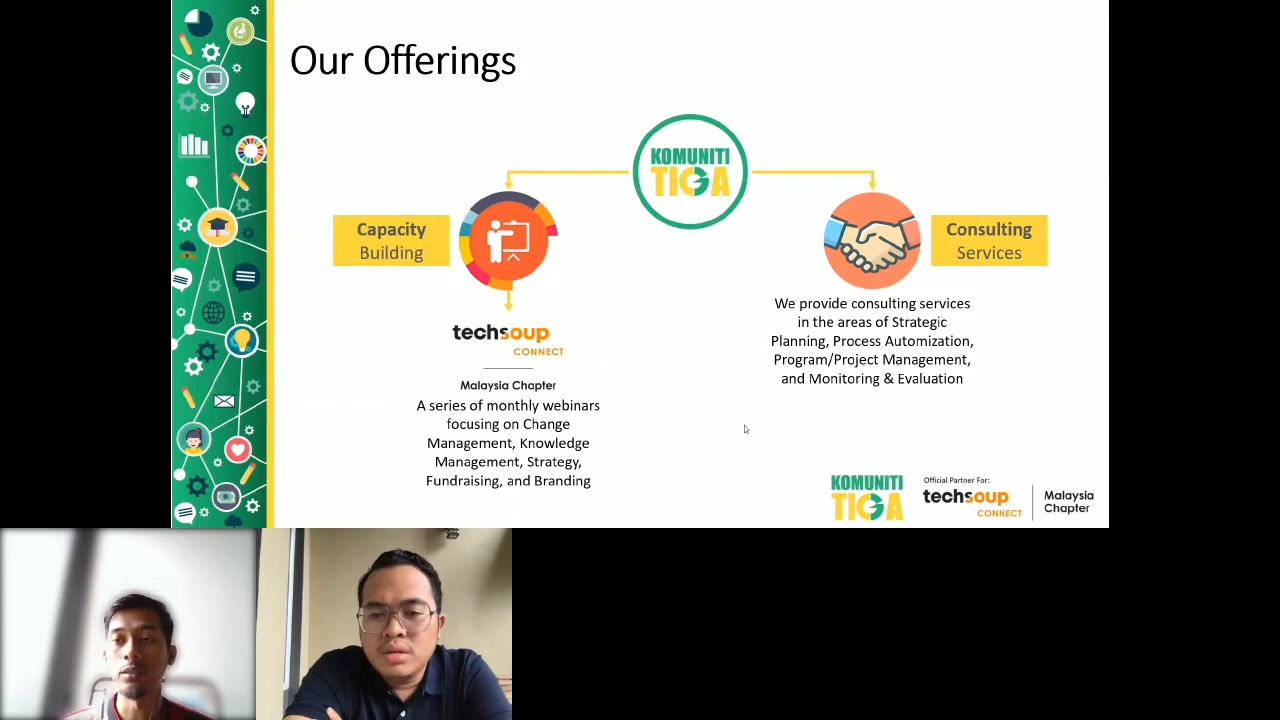 Our Offerings
KOMUNITI
TIGA
Capacity
Building
Consulting
Services
techsoup
CONNECT
Malaysia Chapter
A series of monthly webinars
focusing on Change
Management, Knowledge
Management, Strategy,
Fundraising, and Branding
We provide consulting services
in the areas of Strategic
Planning, Process Automization,
Program/Project Management,
and Monitoring & Evaluation
KOMUNITI
TIGA
Official Partner For:
techsoup
CONNECT
Malaysia
Chapter